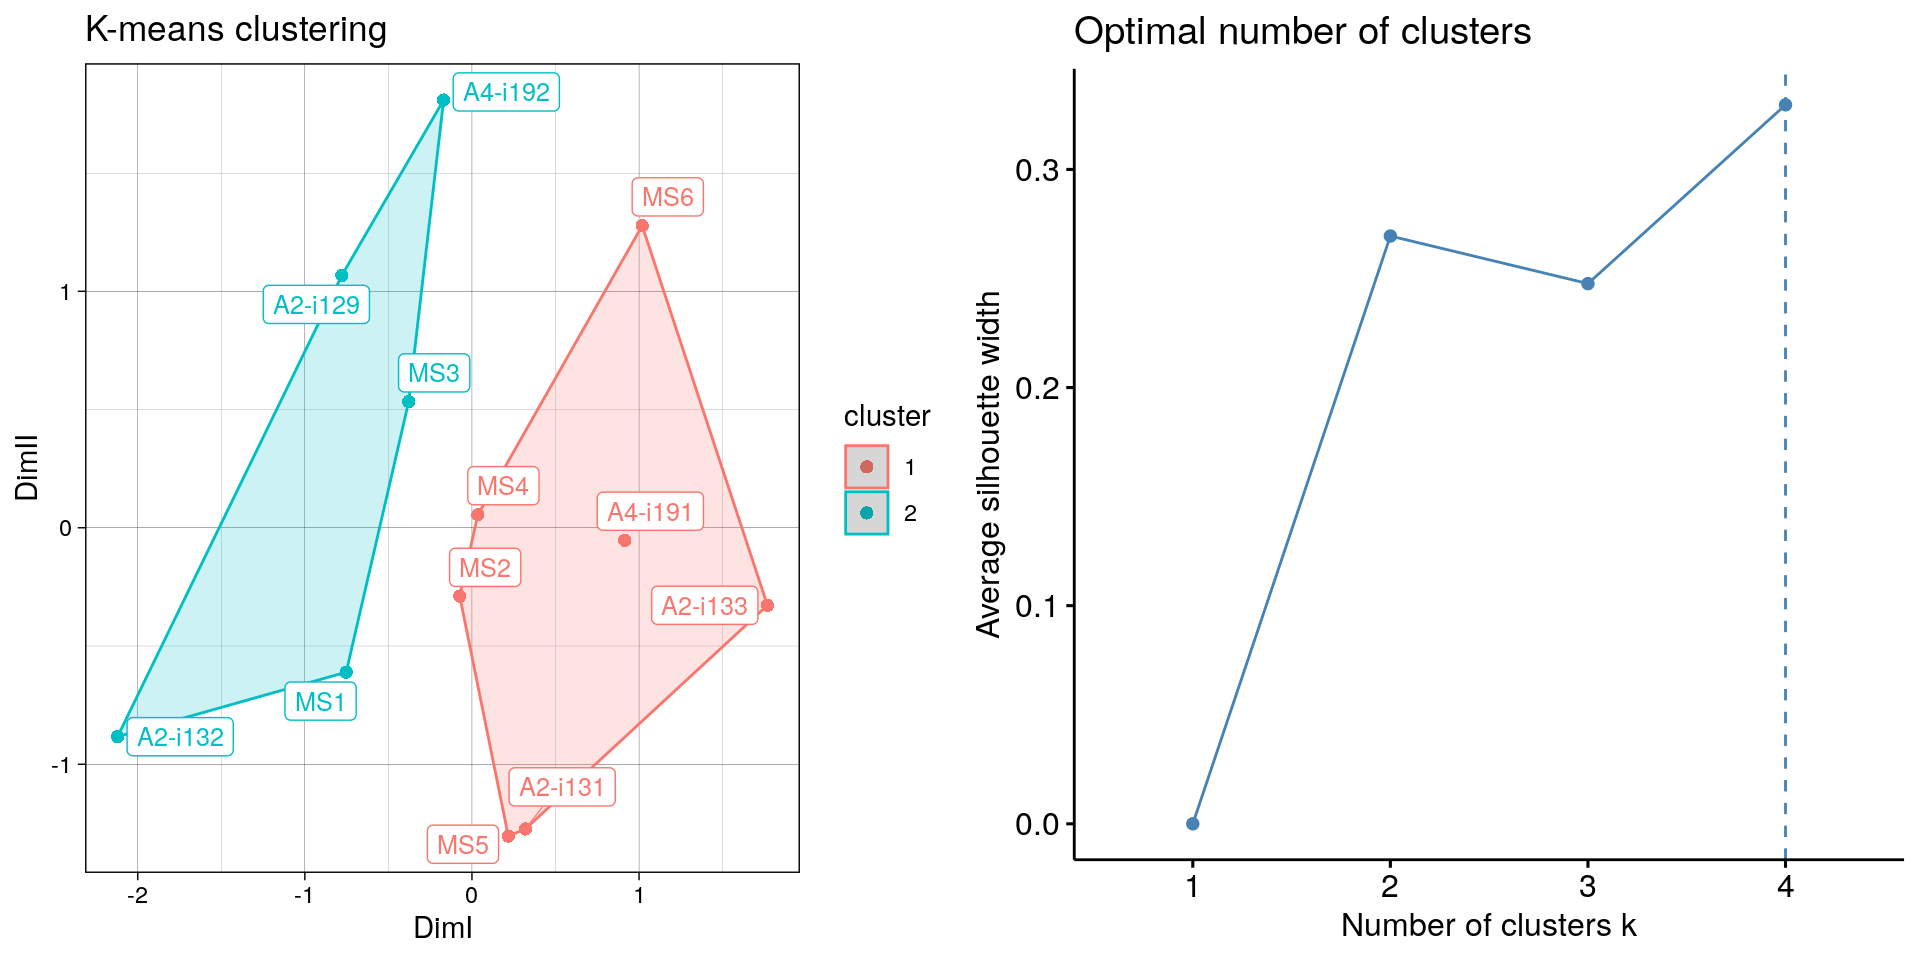 K-means clustering
A4-i192
MS6
A2-i129
MS3
MS4
A4-i191
MS2
A2-i133
MS1
A2-i132
A2-i131
MS5
1
0
-1
-2
-1
0
1
DimI
DimII
cluster
1
2
Optimal number of clusters
0.3
0.2
0.1
0.0
Average silhouette width
1
2
3
4
Number of clusters k